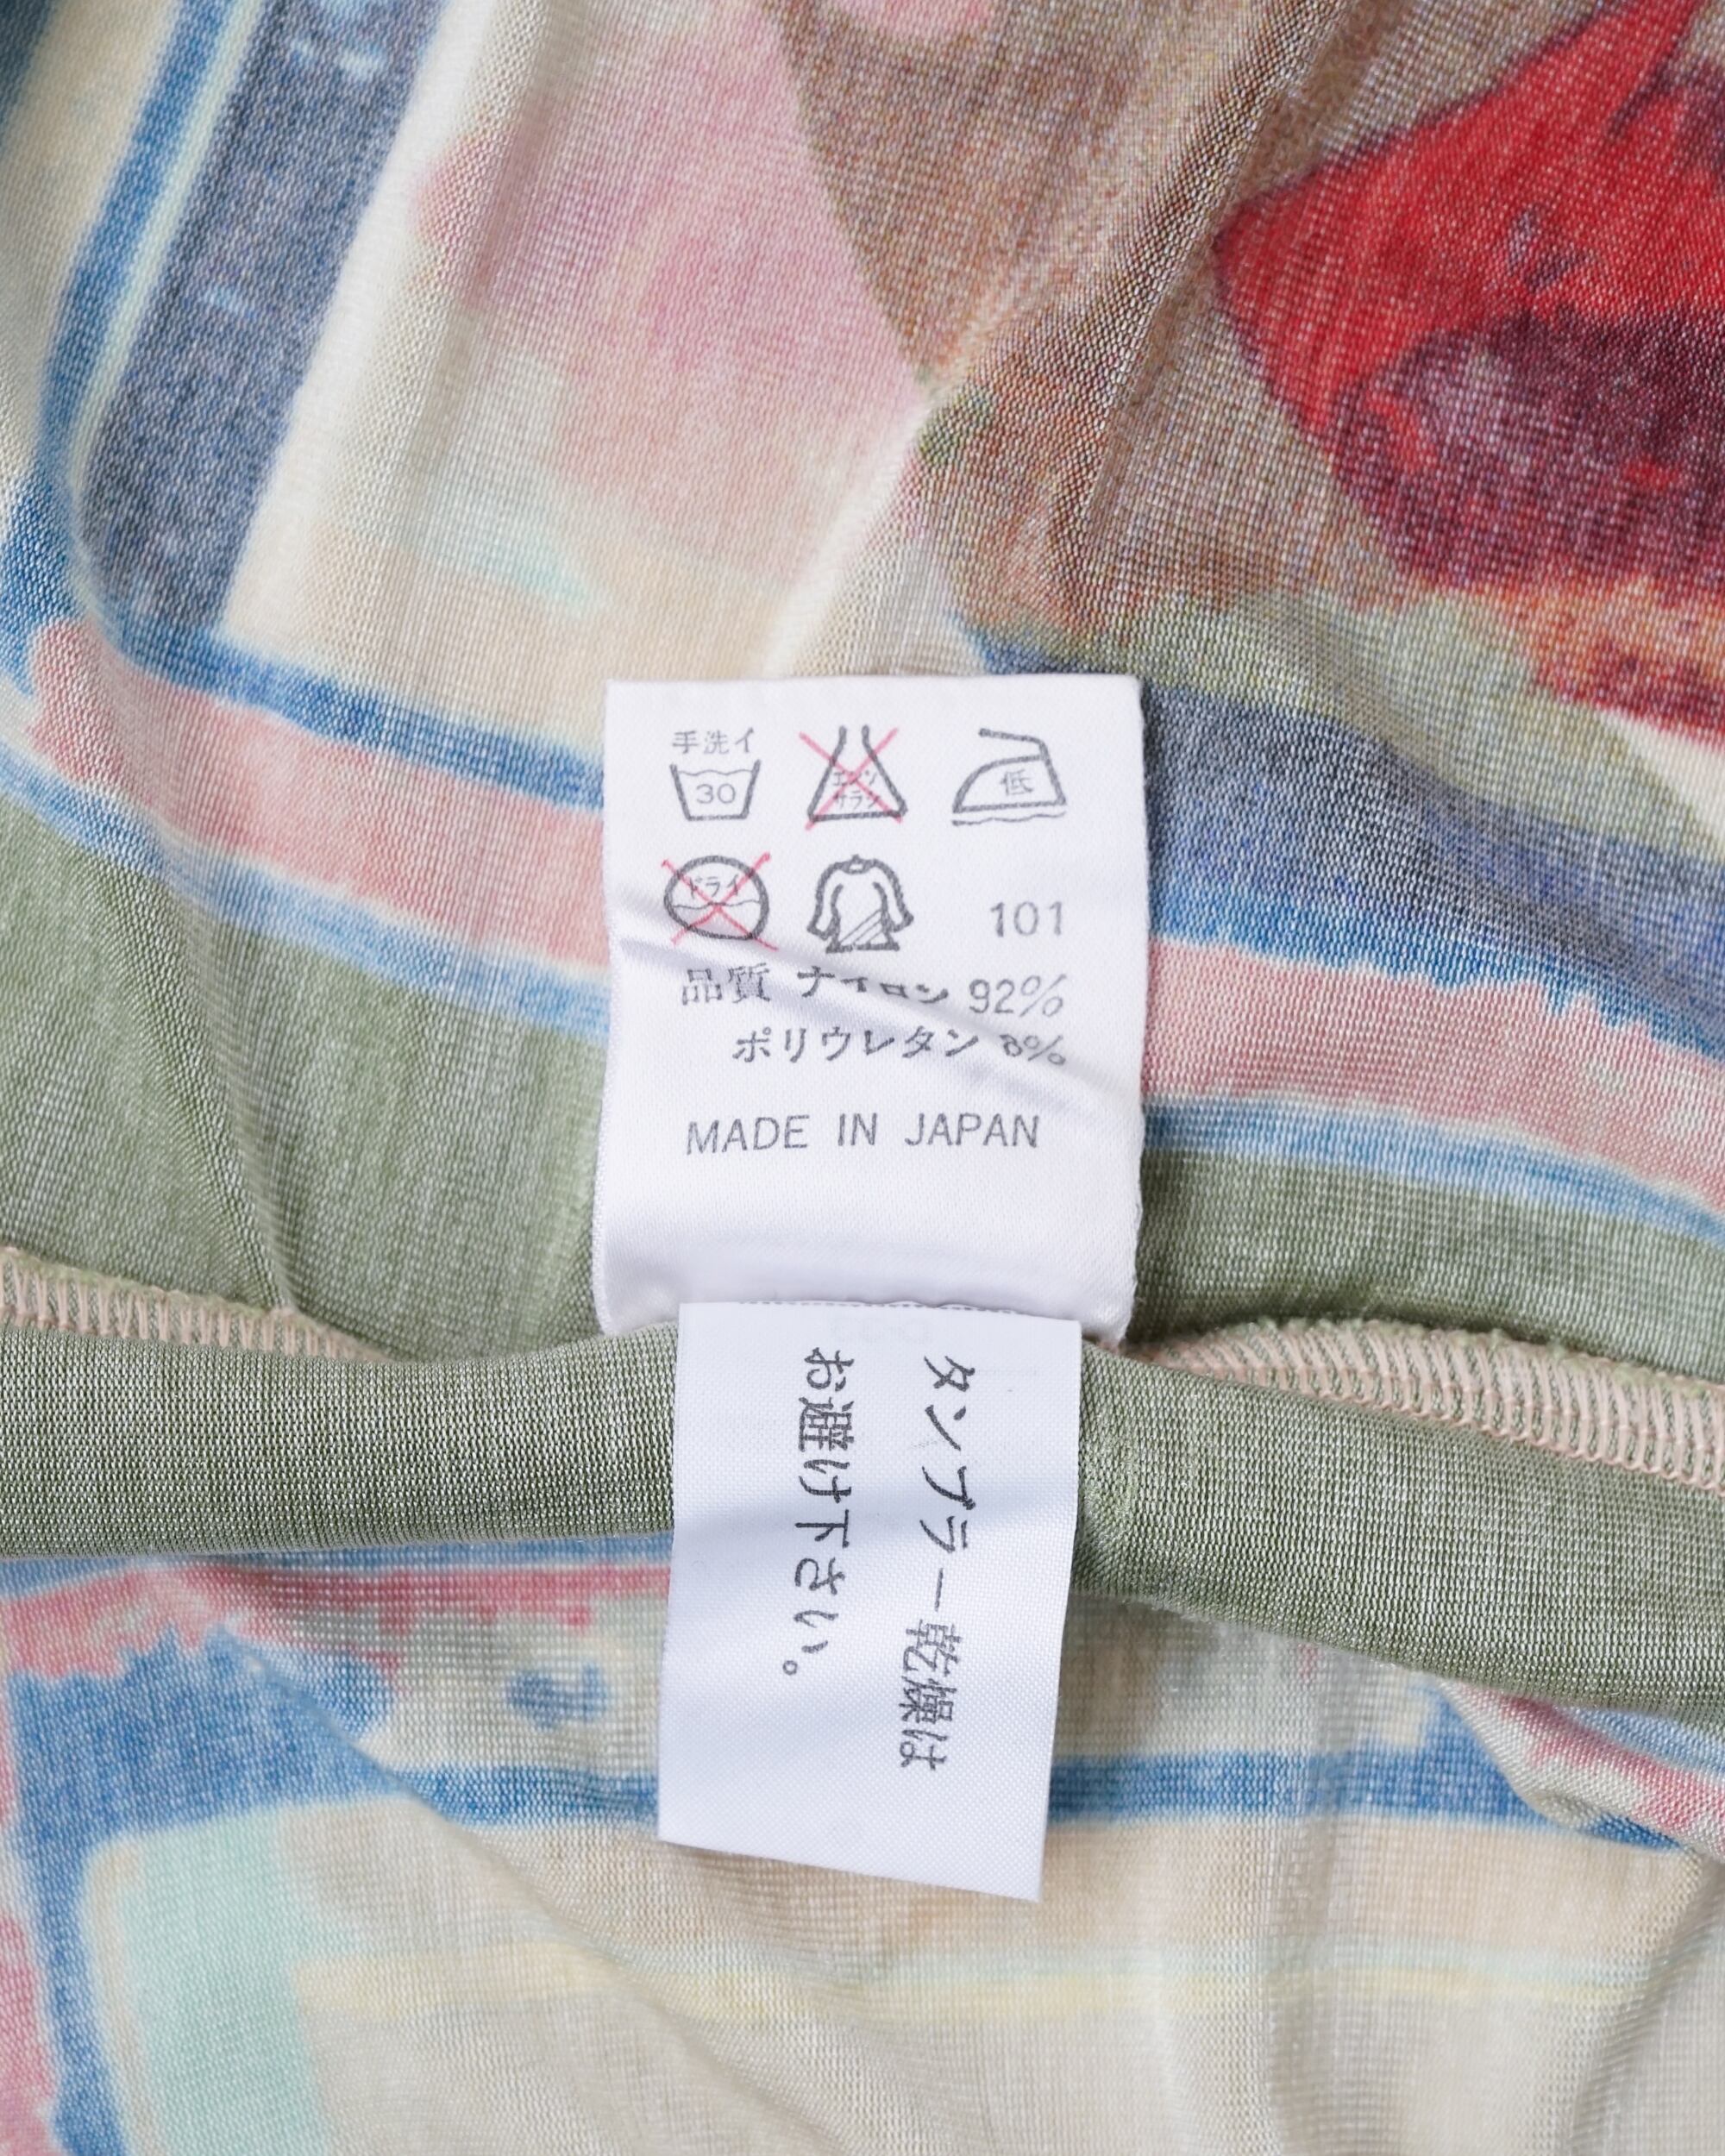 手洗イ
30
エンソ
サラシ
低
ドライ
101
品質 ナイロン 92%
ポリウレタン 8%
MADE IN JAPAN
タンブラー乾燥は
お避け下さい。